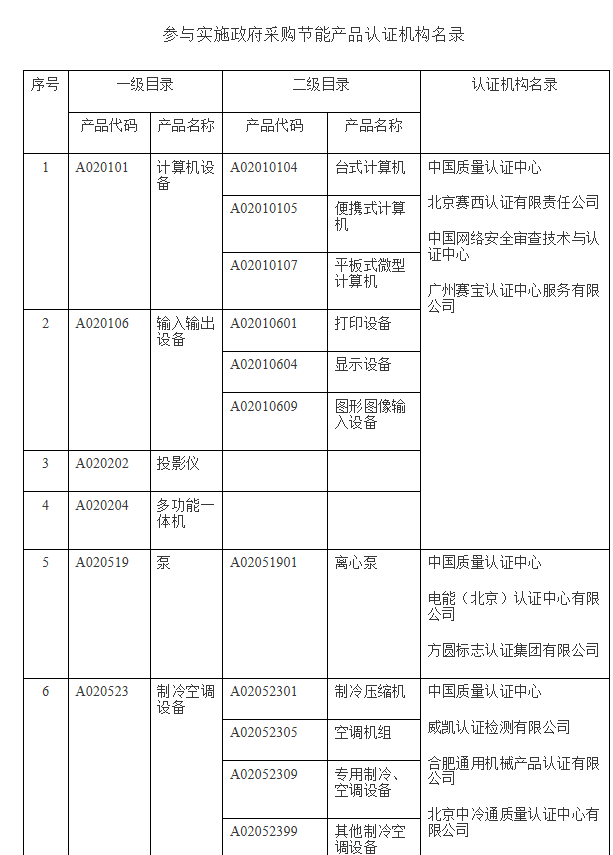 参与实施政府采购节能产品认证机构名录
序号
一级目录
二级目录
认证机构名录
产品代码
产品名称
产品代码
产品名称
1
A020101
计算机设
备
A02010104
台式计算机
A02010105
便携式计算
机
A02010107
平板式微型
计算机
中国质量认证中心
北京赛西认证有限责任公司
中国网络安全审查技术与认
证中心
广州赛宝认证中心服务有限
公司
2
A020106
输入输出
设备
A02010601
打印设备
A02010604
显示设备
A02010609
图形图像输
入设备
3
A020202
投影仪
4
A020204
多功能一
体机
5
A020519
泵
A02051901
离心泵
中国质量认证中心
电能（北京）认证中心有限
公司
方圆标志认证集团有限公司
6
A020523
制冷空调
设备
A02052301
制冷压缩机
A02052305
空调机组
A02052309
专用制冷、
空调设备
A02052399
其他制冷空
调设备
中国质量认证中心
威凯认证检测有限公司
合肥通用机械产品认证有限
公司
北京中冷通质量认证中心有
限公司